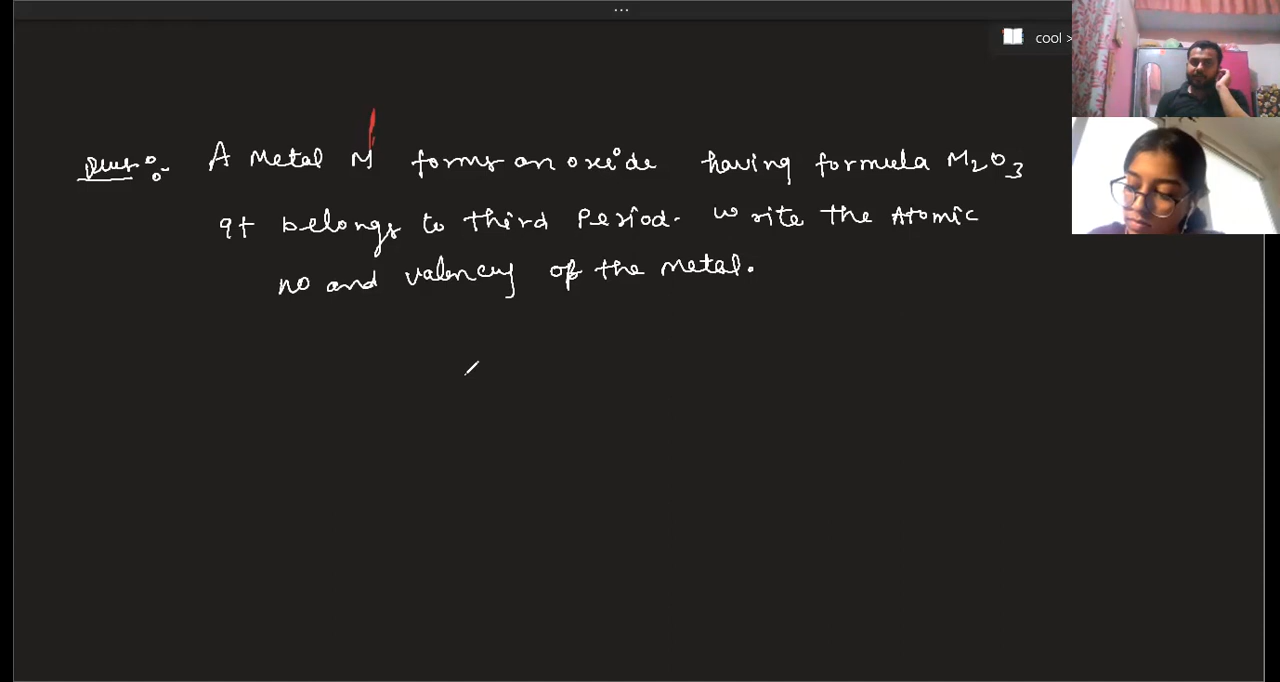 cool >
Ques:- A Metal M forms an oxide having formula M₂O₃
It belongs to third Period. write the Atomic
no and valency of the metal.